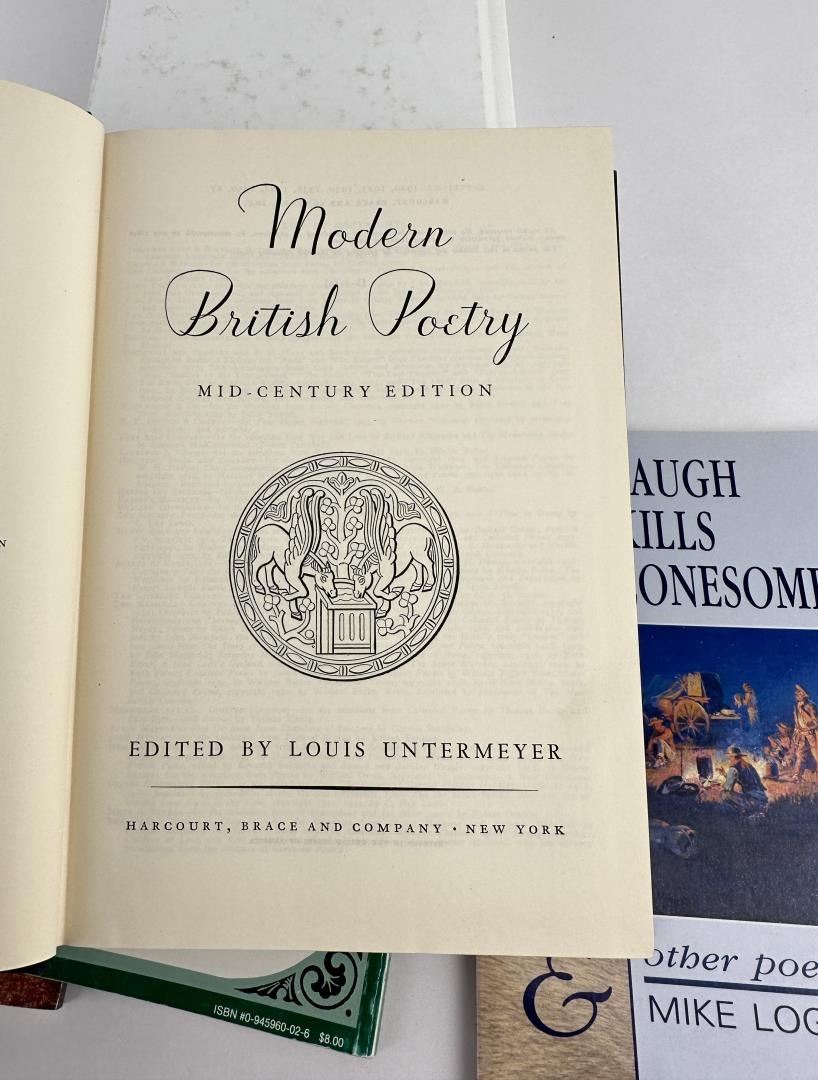 Modern
British Poetry
MID-CENTURY EDITION
EDITED BY LOUIS UNTERMEYER
HARCOURT, BRACE AND COMPANY · NEW YORK
N
AUGH
KILLS
ONESOME
&
other poe
MIKE LOG
ISBN #0-945960-02-6 $8.00